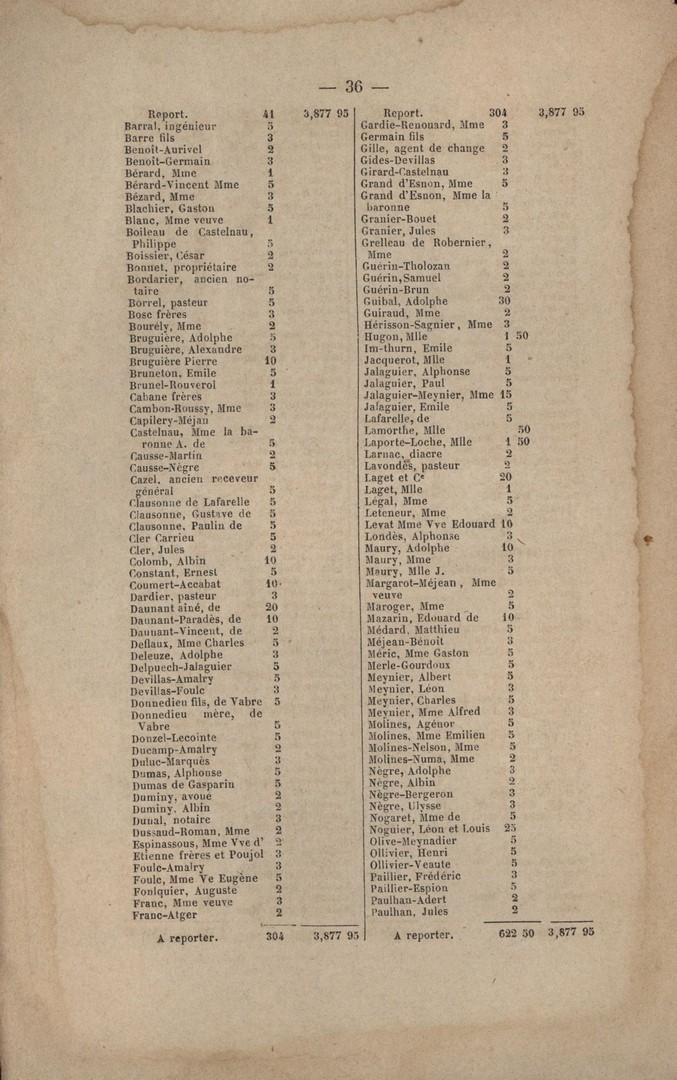 — 36 —
Report. 41 3,877 95
Barral, ingénieur 5
Barre fils 3
Benoit-Aurivel 2
Benoît-Germain 3
Bérard, Mme 1
Bérard-Vincent Mme 5
Bézard, Mme 3
Blachier, Gaston 5
Blanc, Mme veuve 1
Boileau de Castelnau,
Philippe 5
Boissier, César 2
Bonnet, propriétaire 2
Bordarier, ancien no-
taire 5
Borrel, pasteur 5
Bosc frères 3
Bourély, Mme 2
Bruguière, Adolphe 5
Bruguière, Alexandre 3
Bruguière Pierre 10
Bruneton, Emile 5
Brunel-Rouverol 1
Cabane frères 3
Cambon-Roussy, Mme 3
Capilery-Méjan 2
Castelnau, Mme la ba-
ronne A. de 5
Causse-Martin 2
Causse-Nègre 5
Cazel, ancien receveur
général 5
Clausonne de Lafarelle 5
Clausonne, Gustave de 5
Clausonne, Paulin de 5
Cler Carrieu 5
Cler, Jules 2
Colomb, Albin 10
Constant, Ernest 5
Coumert-Accabat 10
Dardier, pasteur 3
Daunant ainé, de 20
Daunant-Paradès, de 10
Daunant-Vincent, de 2
Deflaux, Mme Charles 5
Deleuze, Adolphe 3
Delpuech-Jalaguier 5
Devillas-Amalry 5
Devillas-Foulc 3
Donnedieu fils, de Vabre 5
Donnedieu mère, de
Vabre 5
Donzel-Lecointe 5
Ducamp-Amalry 2
Duluc-Marquès 3
Dumas, Alphonse 5
Dumas de Gasparin 5
Duminy, avoué 2
Duminy, Albin 2
Dunal, notaire 3
Dussaud-Roman, Mme 2
Espinassous, Mme Vve d' 2
Etienne frères et Poujol 3
Foulc-Amalry 3
Foulc, Mme Ve Eugène 5
Foulquier, Auguste 2
Franc, Mme veuve 3
Franc-Atger 2
A reporter. 304 3,877 95
Report. 304 3,877 95
Gardie-Renouard, Mme 3
Germain fils 5
Gille, agent de change 2
Gides-Devillas 3
Girard-Castelnau 3
Grand d'Esnon, Mme 5
Grand d'Esnon, Mme la
baronne 5
Granier-Bouet 2
Granier, Jules 3
Grelleau de Robernier,
Mme 2
Guérin-Tholozan 2
Guérin, Samuel 2
Guérin-Brun 2
Guibal, Adolphe 30
Guiraud, Mme 2
Hérisson-Sagnier, Mme 3
Hugon, Mlle 1 50
Im-thurn, Emile 5
Jacquerot, Mlle 1
Jalaguier, Alphonse 5
Jalaguier, Paul 5
Jalaguier-Meynier, Mme 15
Jalaguier, Emile 5
Lafarelle, de 5
Lamorthe, Mlle 50
Laporte-Loche, Mlle 1 50
Larnac, diacre 2
Lavondès, pasteur 2
Laget et Cᵉ 20
Laget, Mlle 1
Légal, Mme 5
Leteneur, Mme 2
Levat Mme Vve Edouard 10
Londès, Alphonse 3
Maury, Adolphe 10
Maury, Mme 3
Maury, Mlle J. 5
Margarot-Méjean, Mme
veuve 2
Maroger, Mme 5
Mazarin, Edouard de 10
Médard, Matthieu 5
Méjean-Bénoît 3
Méric, Mme Gaston 5
Merle-Gourdoux 5
Meynier, Albert 5
Meynier, Léon 3
Meynier, Charles 5
Meynier, Mme Alfred 3
Molines, Agénor 5
Molines, Mme Emilien 5
Molines-Nelson, Mme 5
Molines-Numa, Mme 2
Nègre, Adolphe 3
Nègre, Albin 2
Nègre-Bergeron 3
Nègre, Ulysse 3
Nogaret, Mme de 5
Noguier, Léon et Louis 25
Olive-Meynadier 5
Ollivier, Henri 5
Ollivier-Veaute 5
Paillier, Frédéric 3
Paillier-Espion 5
Paulhan-Adert 2
Paulhan, Jules 2
A reporter. 622 50 3,877 95